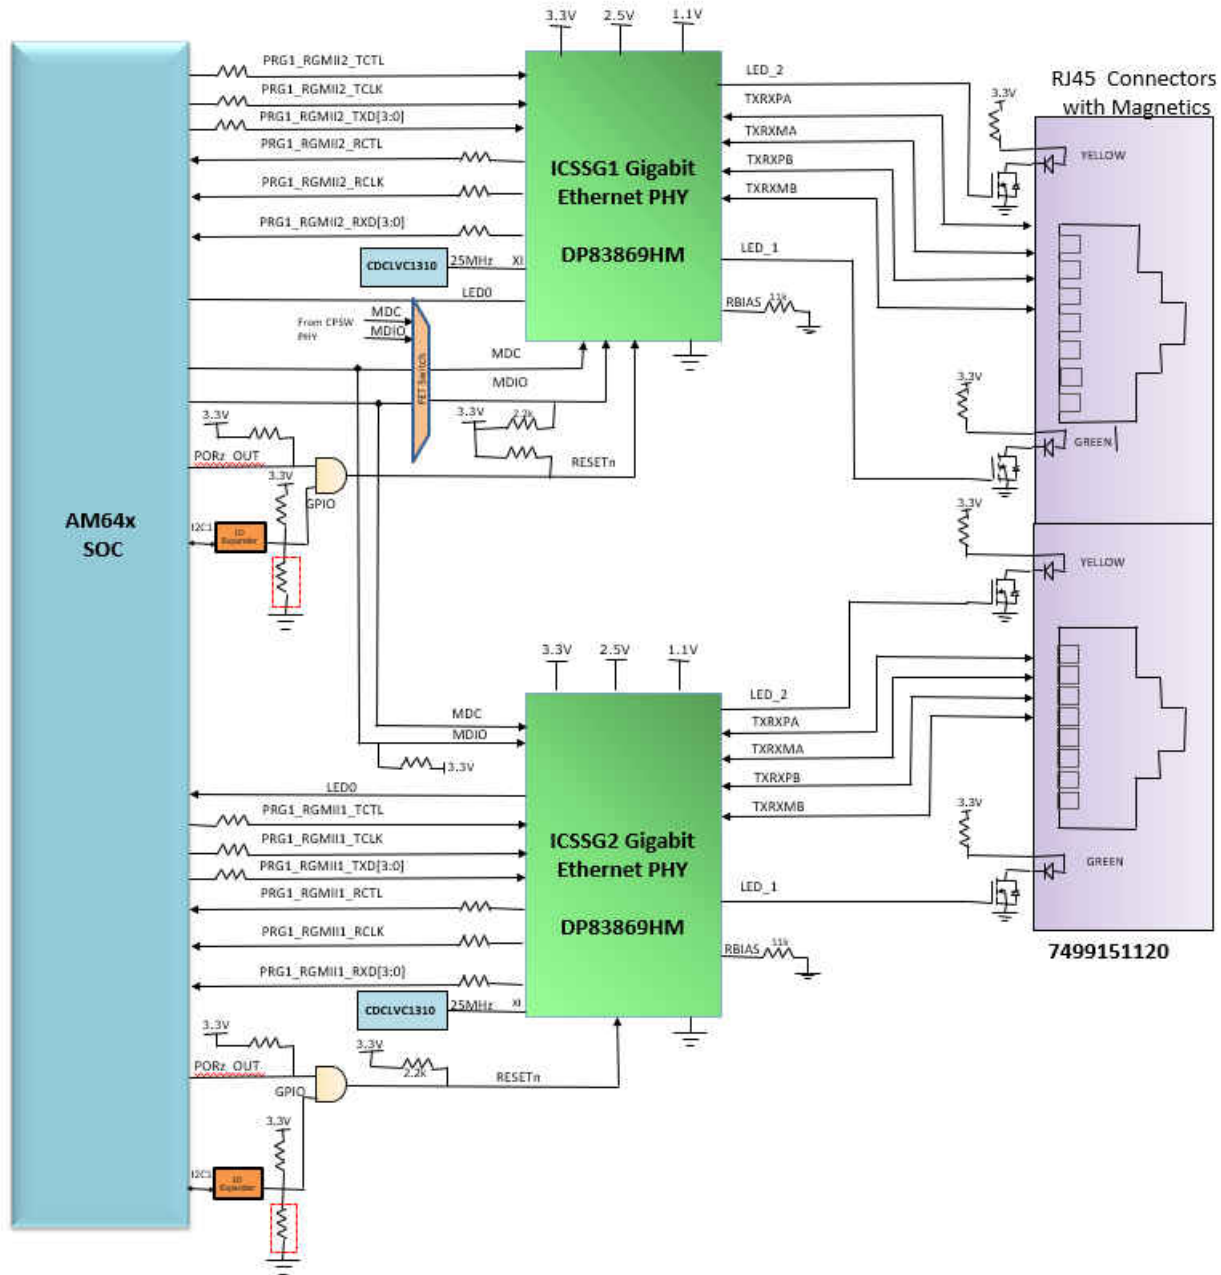 3.3V
2.5V
1.1V
PRG1_RGMII2_TCTL
PRG1_RGMII2_TCLK
PRG1_RGMII2_TXD[3:0]
PRG1_RGMII2_RCTL
PRG1_RGMII2_RCLK
PRG1_RGMII2_RXD[3:0]
CDCLVC1310
25MHz
XI
LED0
ICSSG1 Gigabit
Ethernet PHY
DP83869HM
LED_2
TXRXPA
TXRXMA
TXRXPB
TXRXMB
LED_1
RBIAS
11k
3.3V
RJ45 Connectors
with Magnetics
YELLOW
3.3V
GREEN
From CPSW
PHY
MDC
MDIO
FET Switch
MDC
MDIO
3.3V
2.2k
RESETn
3.3V
PORz_OUT
3.3V
GPIO
I2C1
IO
Expander
AM64x
SOC
3.3V
YELLOW
3.3V
GREEN
7499151120
3.3V
2.5V
1.1V
MDC
MDIO
3.3V
LED0
PRG1_RGMII1_TCTL
PRG1_RGMII1_TCLK
PRG1_RGMII1_TXD[3:0]
PRG1_RGMII1_RCTL
PRG1_RGMII1_RCLK
PRG1_RGMII1_RXD[3:0]
CDCLVC1310
25MHz
XI
ICSSG2 Gigabit
Ethernet PHY
DP83869HM
LED_2
TXRXPA
TXRXMA
TXRXPB
TXRXMB
LED_1
RBIAS
11k
3.3V
PORz_OUT
3.3V
2.2k
RESETn
GPIO
3.3V
I2C1
IO
Expander